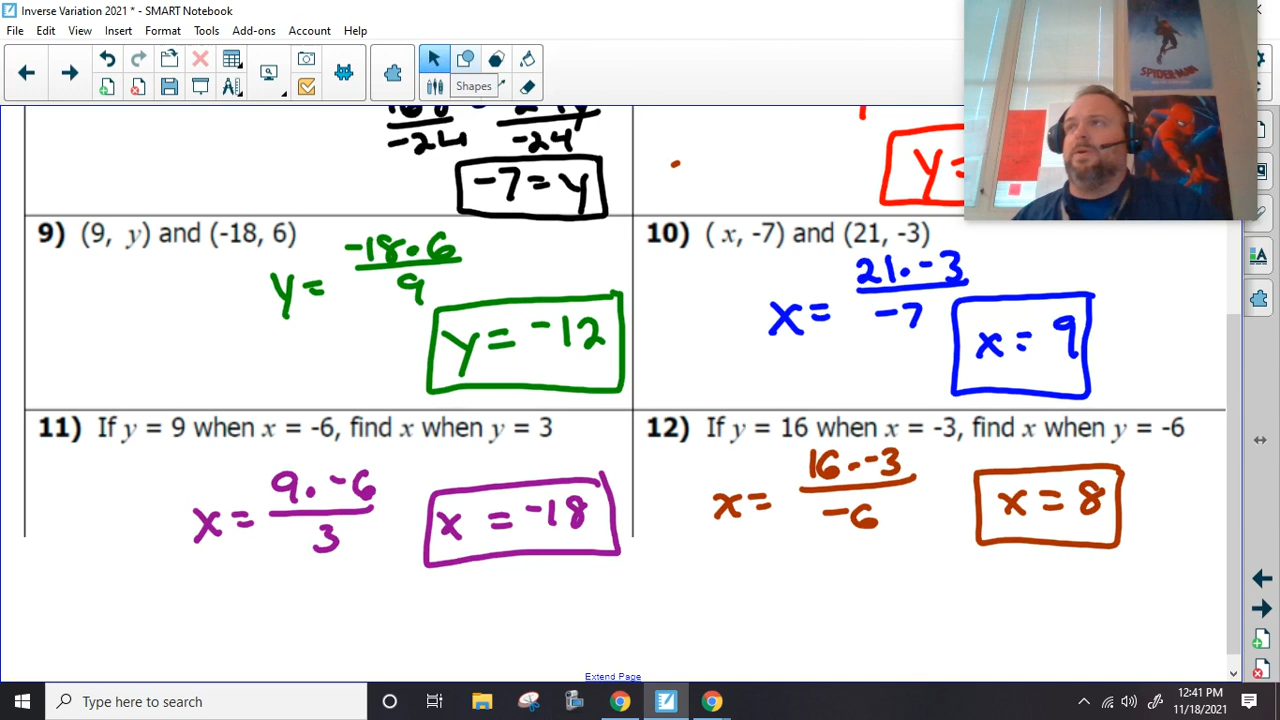 Inverse Variation 2021 * - SMART Notebook
File Edit View Insert Format Tools Add-ons Account Help
Shapes
SPIDER-MAN
-24 -24
-7 = y
y =
9) (9, y) and (-18, 6)
-18 · 6
y =
9
y = -12
10) ( x, -7) and (21, -3)
21 · -3
x =
-7
x = 9
11) If y = 9 when x = -6, find x when y = 3
9 · -6
x =
3
x = -18
12) If y = 16 when x = -3, find x when y = -6
16 · -3
x =
-6
x = 8
Extend Page
Type here to search
12:41 PM
11/18/2021